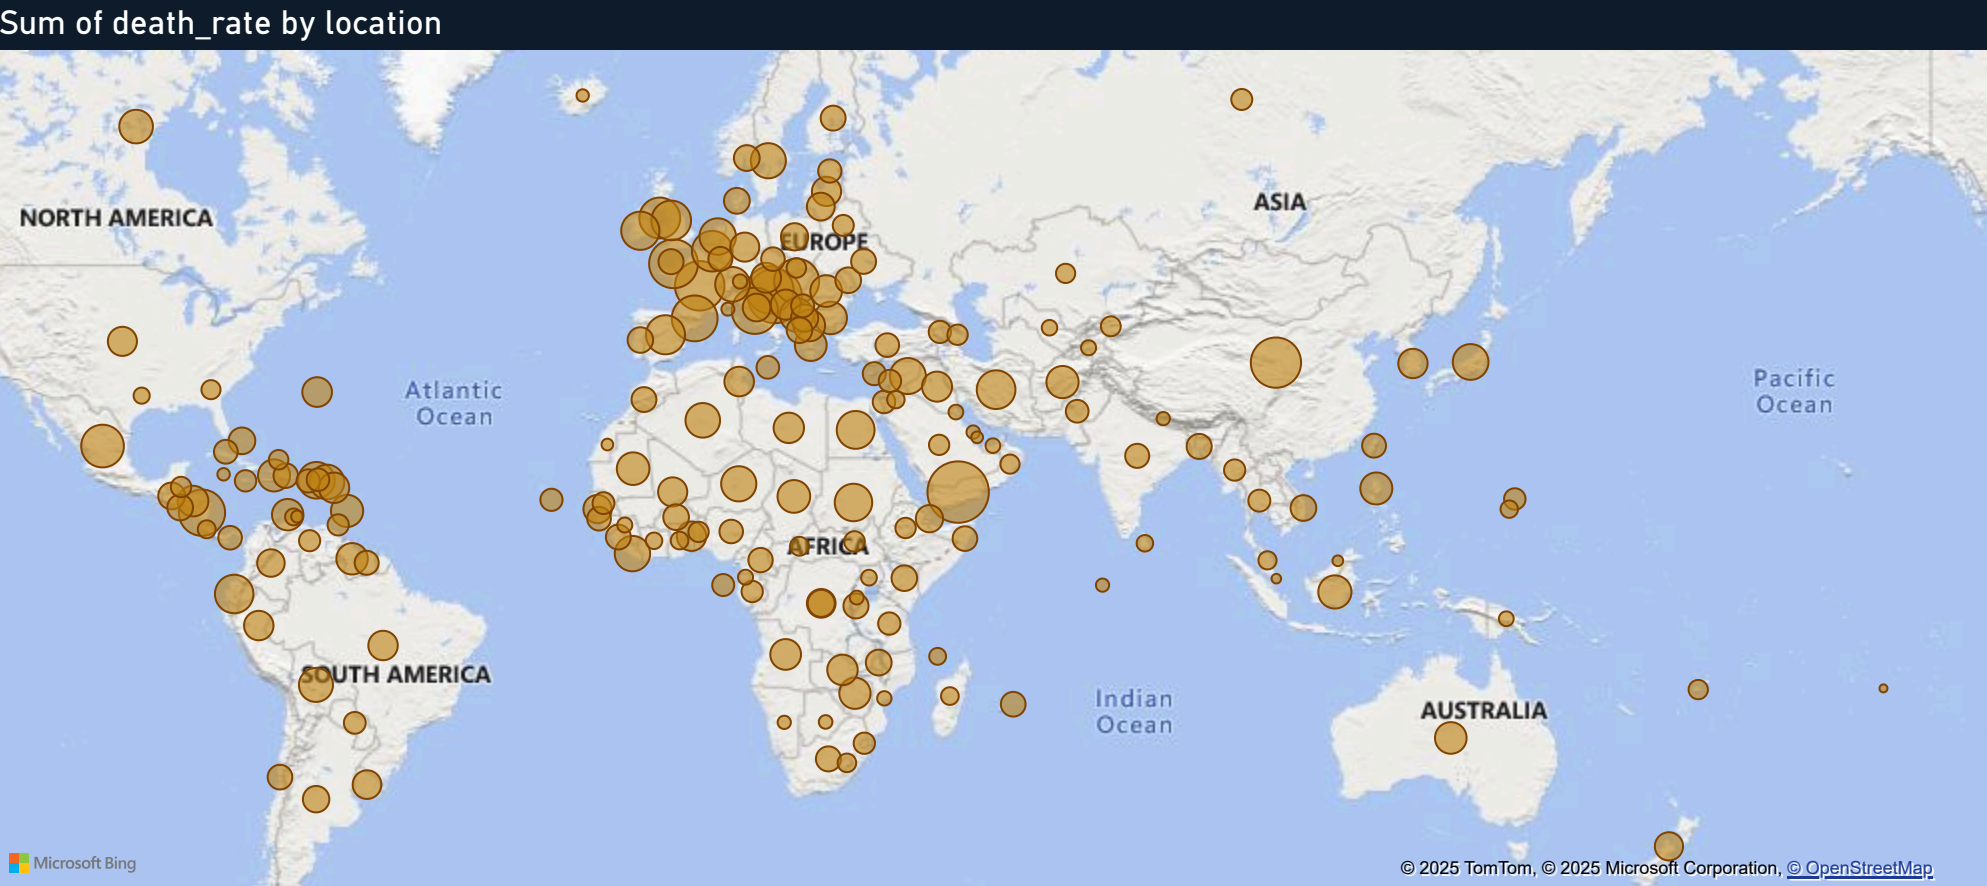 Sum of death_rate by location
NORTH AMERICA
ASIA
EUROPE
Atlantic
Ocean
Pacific
Ocean
AFRICA
SOUTH AMERICA
Indian
Ocean
AUSTRALIA
Microsoft Bing
© 2025 TomTom, © 2025 Microsoft Corporation, © OpenStreetMap